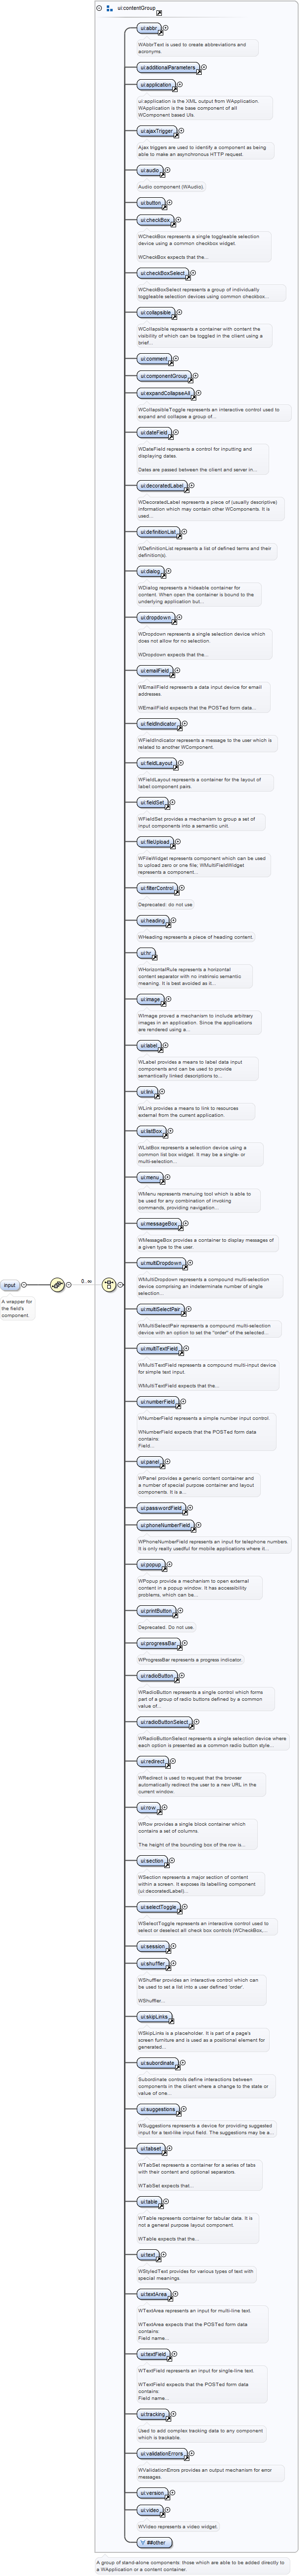 ui:contentGroup
ui:abbr
WAbbrText is used to create abbreviations and
acronyms.
ui:additionalParameters
ui:application
ui:application is the XML output from WApplication.
WApplication is the base component of all
WComponent based UIs.
ui:ajaxTrigger
Ajax triggers are used to identify a component as being
able to make an asynchronous HTTP request.
ui:audio
Audio component (WAudio).
ui:button
ui:checkBox
WCheckBox represents a single toggleable selection
device using a common checkbox widget.
WCheckBox expects that the...
ui:checkBoxSelect
WCheckBoxSelect represents a group of individually
toggleable selection devices using common checkbox...
ui:collapsible
WCollapsible represents a container with content the
visibility of which can be toggled in the client using a
brief...
ui:comment
ui:componentGroup
ui:expandCollapseAll
WCollapsibleToggle represents an interactive control used to
expand and collapse a group of...
ui:dateField
WDateField represents a control for inputting and
displaying dates.
Dates are passed between the client and server in...
ui:decoratedLabel
WDecoratedLabel represents a piece of (usually descriptive)
information which may contain other WComponents. It is
used...
ui:definitionList
WDefinitionList represents a list of defined terms and their
definition(s).
ui:dialog
WDialog represents a hideable container for
content. When open the container is bound to the
underlying application but...
ui:dropdown
WDropdown represents a single selection device which
does not allow for no selection.
WDropdown expects that the...
ui:emailField
WEmailField represents a data input device for email
addresses.
WEmailField expects that the POSTed form data...
ui:fieldIndicator
WFieldIndicator represents a message to the user which is
related to another WComponent.
ui:fieldLayout
WFieldLayout represents a container for the layout of
label:component pairs.
ui:fieldSet
WFieldSet provides a mechanism to group a set of
input components into a semantic unit.
ui:fileUpload
WFileWidget represents component which can be used
to upload zero or one file; WMultiFileWidget
represents a component...
ui:filterControl
Deprecated: do not use
ui:heading
WHeading represents a piece of heading content.
ui:hr
WHorizontalRule represents a horizontal
content separator with no instrinsic semantic
meaning. It is best avoided as it...
ui:image
WImage proved a mechanism to include arbitrary
images in an application. Since the applications
are rendered using a...
ui:label
WLabel provides a means to label data input
components and can be used to provide
semantically linked descriptions to...
ui:link
WLink provides a means to link to resources
external from the current application.
ui:listBox
WListBox represents a selection device using a
common list box widget. It may be a single- or
multi-selection...
ui:menu
WMenu represents menuing tool which is able to
be used for any combination of invoking
commands, providing navigation...
ui:messageBox
WMessageBox provides a container to display messages of
a given type to the user.
ui:multiDropdown
WMultiDropdown represents a compound multi-selection
device comprising an indeterminate number of single
selection...
ui:multiSelectPair
WMultiSelectPair represents a compound multi-selection
device with an option to set the "order" of the selected...
ui:multiTextField
WMultiTextField represents a compound multi-input device
for simple text input.
WMultiTextField expects that the...
input
0..∞
A wrapper for
the field's
component.
ui:numberField
WNumberField represents a simple number input control.
WNumberField expects that the POSTed form data
contains:
Field...
ui:panel
WPanel provides a generic content container and
a number of special purpose container and layout
components. It is a...
ui:passwordField
ui:phoneNumberField
WPhoneNumberField represents an input for telephone numbers.
It is only really useful for mobile applications where it...
ui:popup
WPopup provide a mechanism to open external
content in a popup window. It has accessibility
problems, which can be...
ui:printButton
Deprecated. Do not use.
ui:progressBar
WProgressBar represents a progress indicator.
ui:radioButton
WRadioButton represents a single control which forms
part of a group of radio buttons defined by a common
value of...
ui:radioButtonSelect
WRadioButtonSelect represents a single selection device where
each option is presented as a common radio button style...
ui:redirect
WRedirect is used to request that the browser
automatically redirect the user to a new URL in the
current window.
ui:row
WRow provides a single block container which
contains a set of columns.
The height of the bounding box of the row is...
ui:section
WSection represents a major section of content
within a screen. It exposes its labelling component
(ui:decoratedLabel)...
ui:selectToggle
WSelectToggle represents an interactive control used to
select or deselect all check box controls (WCheckBox,...
ui:session
ui:shuffler
WShuffler provides an interactive control which can
be used to set a list into a user defined 'order'.
WShuffler...
ui:skipLinks
WSkipLinks is a placeholder. It is part of a page's
screen furniture and is used as a positional element for
generated...
ui:subordinate
Subordinate controls define interactions between
components in the client where a change to the state or
value of one...
ui:suggestions
WSuggestions represents a device for providing suggested
input for a text-like input field. The suggestions may be a...
ui:tabset
WTabSet represents a container for a series of tabs
with their content and optional separators.
WTabSet expects that...
ui:table
WTable represents container for tabular data. It is
not a general purpose layout component.
WTable expects that the...
ui:text
WStyledText provides for various types of text with
special meanings.
ui:textArea
WTextArea represents an input for multi-line text.
WTextArea expects that the POSTed form data
contains:
Field name...
ui:textField
WTextField represents an input for single-line text.
WTextField expects that the POSTed form data
contains:
Field name...
ui:tracking
Used to add complex tracking data to any component
which is trackable.
ui:validationErrors
WValidationErrors provides an output mechanism for error
messages.
ui:version
ui:video
WVideo represents a video widget.
##other
A group of stand-alone components: those which are able to be added directly to
a WApplication or a content container.